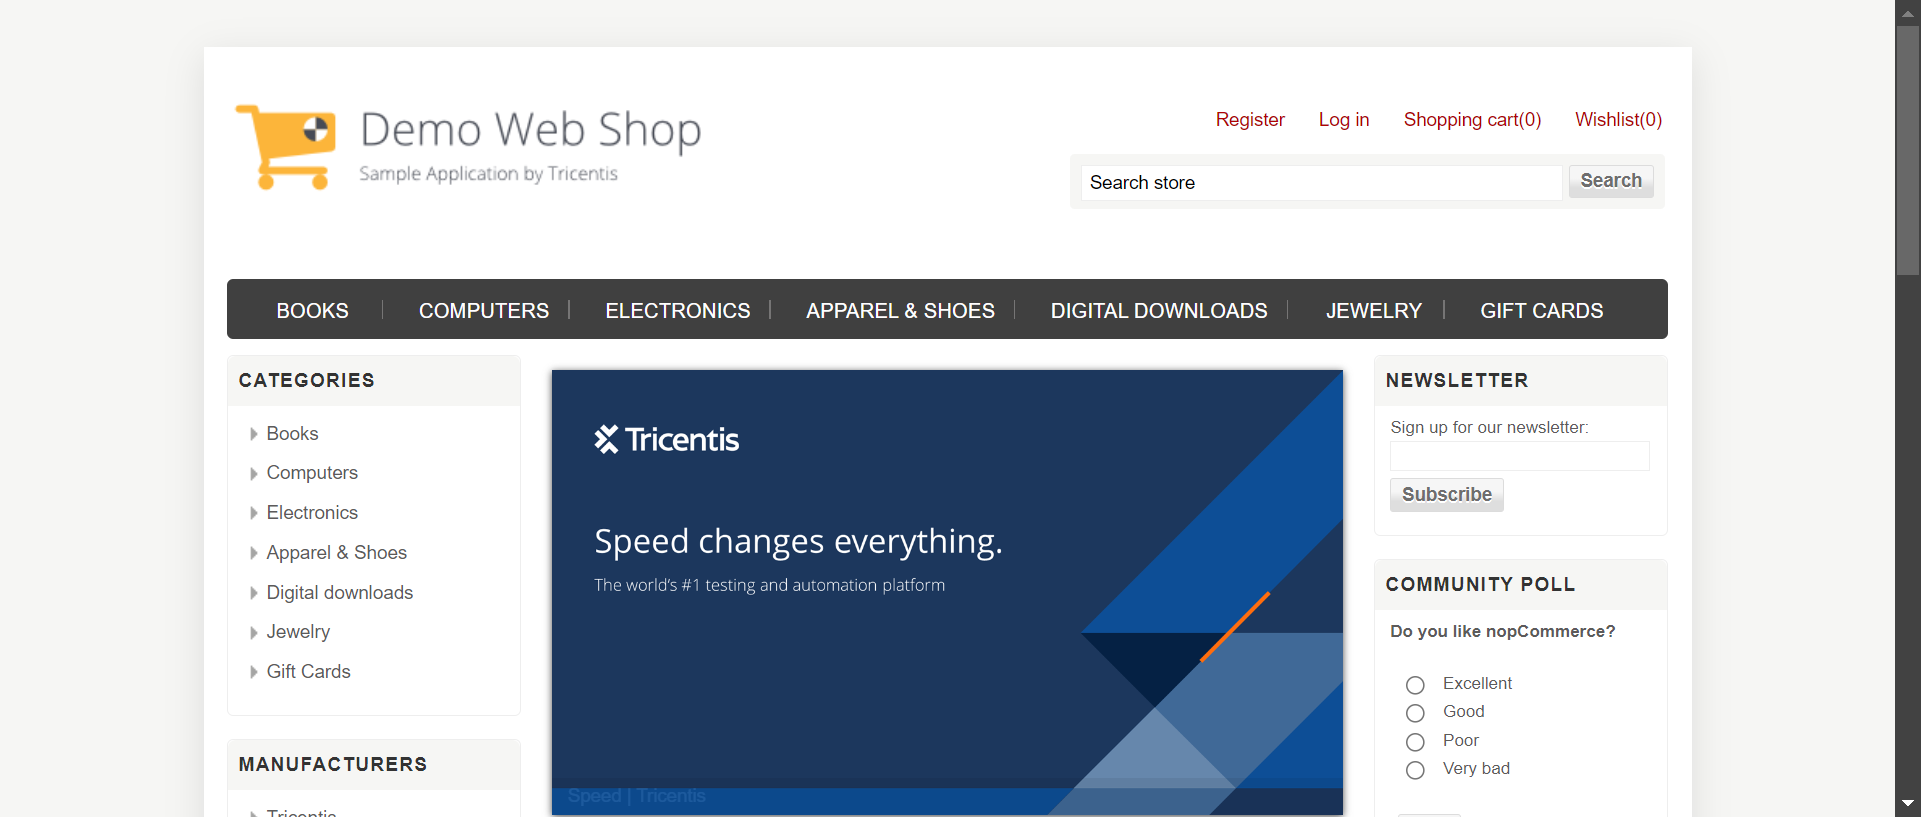 Demo Web Shop
Sample Application by Tricentis
Register Log in Shopping cart(0) Wishlist(0)
Search store Search
BOOKS COMPUTERS ELECTRONICS APPAREL & SHOES DIGITAL DOWNLOADS JEWELRY GIFT CARDS
CATEGORIES
Books
Computers
Electronics
Apparel & Shoes
Digital downloads
Jewelry
Gift Cards
MANUFACTURERS
Tricentis
Tricentis
Speed changes everything.
The world's #1 testing and automation platform
Speed | Tricentis
NEWSLETTER
Sign up for our newsletter:
Subscribe
COMMUNITY POLL
Do you like nopCommerce?
Excellent
Good
Poor
Very bad